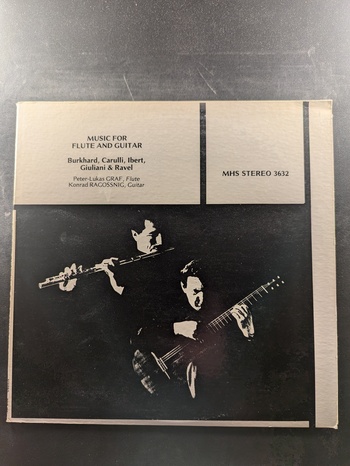 MUSIC FOR
FLUTE AND GUITAR
Burkhard, Carulli, Ibert,
Giuliani & Ravel
Peter-Lukas GRAF, Flute
Konrad RAGOSSNIG, Guitar
MHS STEREO 3632